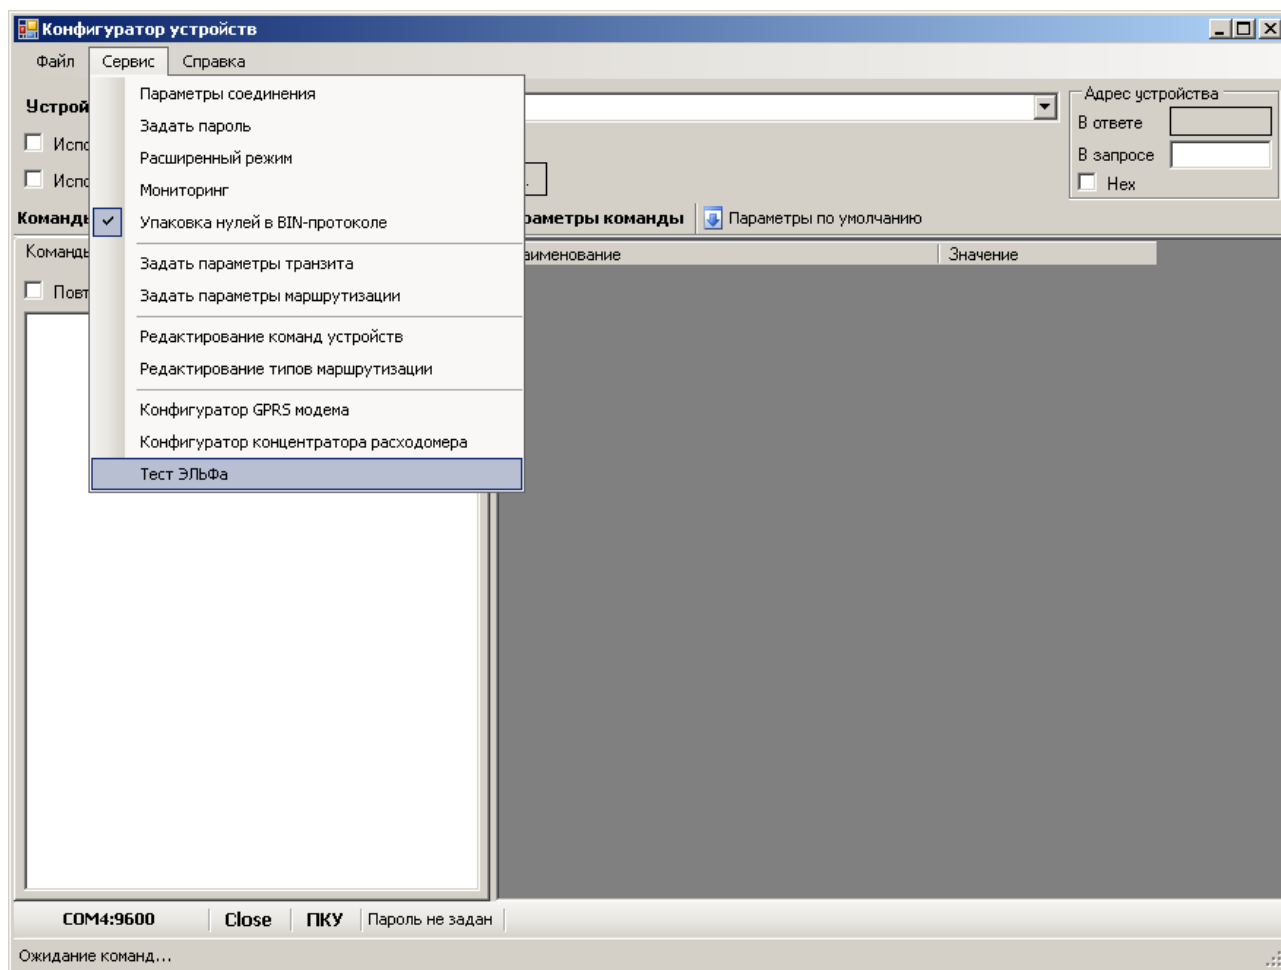 Конфигуратор устройств
Файл Сервис Справка
Параметры соединения
Задать пароль
Расширенный режим
Мониторинг
Упаковка нулей в BIN-протоколе
Задать параметры транзита
Задать параметры маршрутизации
Редактирование команд устройств
Редактирование типов маршрутизации
Конфигуратор GPRS модема
Конфигуратор концентратора расходомера
Тест ЭЛЬФа
Адрес устройства
В ответе
В запросе
Hex
команды Параметры по умолчанию
Значение
COM4:9600 Close ПКУ Пароль не задан
Ожидание команд...